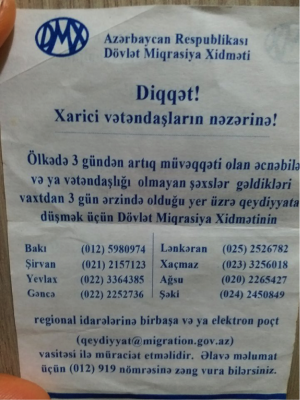 DMX
Azərbaycan Respublikası
Dövlət Miqrasiya Xidməti
Diqqət!
Xarici vətəndaşların nəzərinə!
Ölkədə 3 gündən artıq müvəqqəti olan əcnəbilə
və ya vətəndaşlığı olmayan şəxslər gəldikləri
vaxtdan 3 gün ərzində olduğu yer üzrə qeydiyyata
düşmək üçün Dövlət Miqrasiya Xidmətinin
Bakı (012) 5980974 Lənkəran (025) 2526782
Şirvan (021) 2157123 Xaçmaz (023) 3256018
Yevlax (022) 3364385 Ağsu (020) 2265427
Gəncə (022) 2252736 Şəki (024) 2450849
regional idarələrinə birbaşa və ya elektron poçt
(qeydiyyat@migration.gov.az)
vasitəsi ilə müraciət etməlidir. Əlavə məlumat
üçün (012) 919 nömrəsinə zəng vura bilərsiniz.